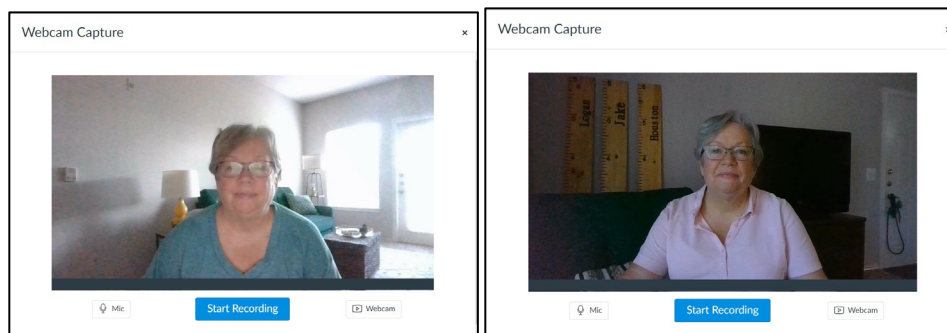 Webcam Capture
×
Mic
Start Recording
Webcam
Webcam Capture
×
Logan
Jake
Houston
Mic
Start Recording
Webcam